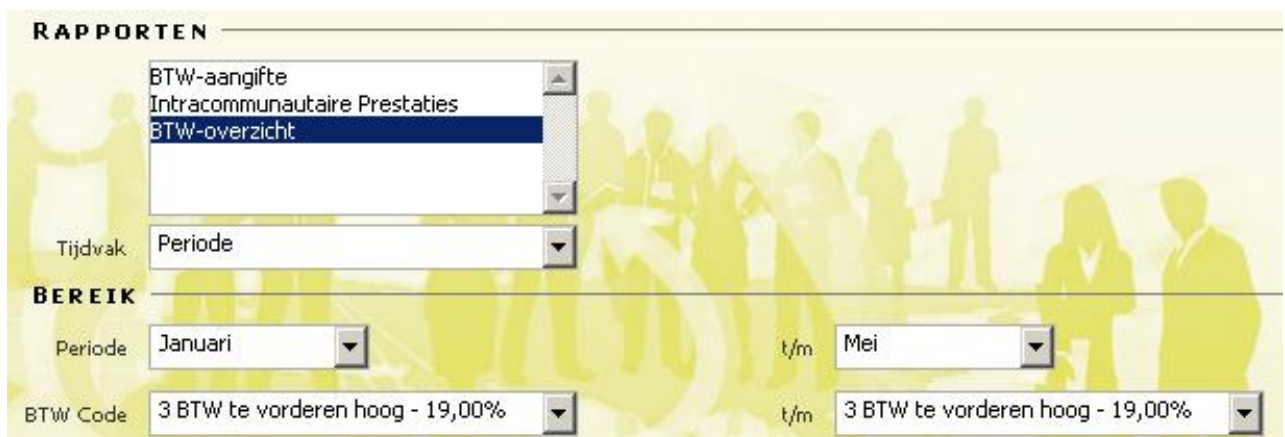 RAPPORTEN
BTW-aangifte
Intracommunautaire Prestaties
BTW-overzicht
Tijdvak Periode
BEREIK
Periode Januari t/m Mei
BTW Code 3 BTW te vorderen hoog - 19,00% t/m 3 BTW te vorderen hoog - 19,00%